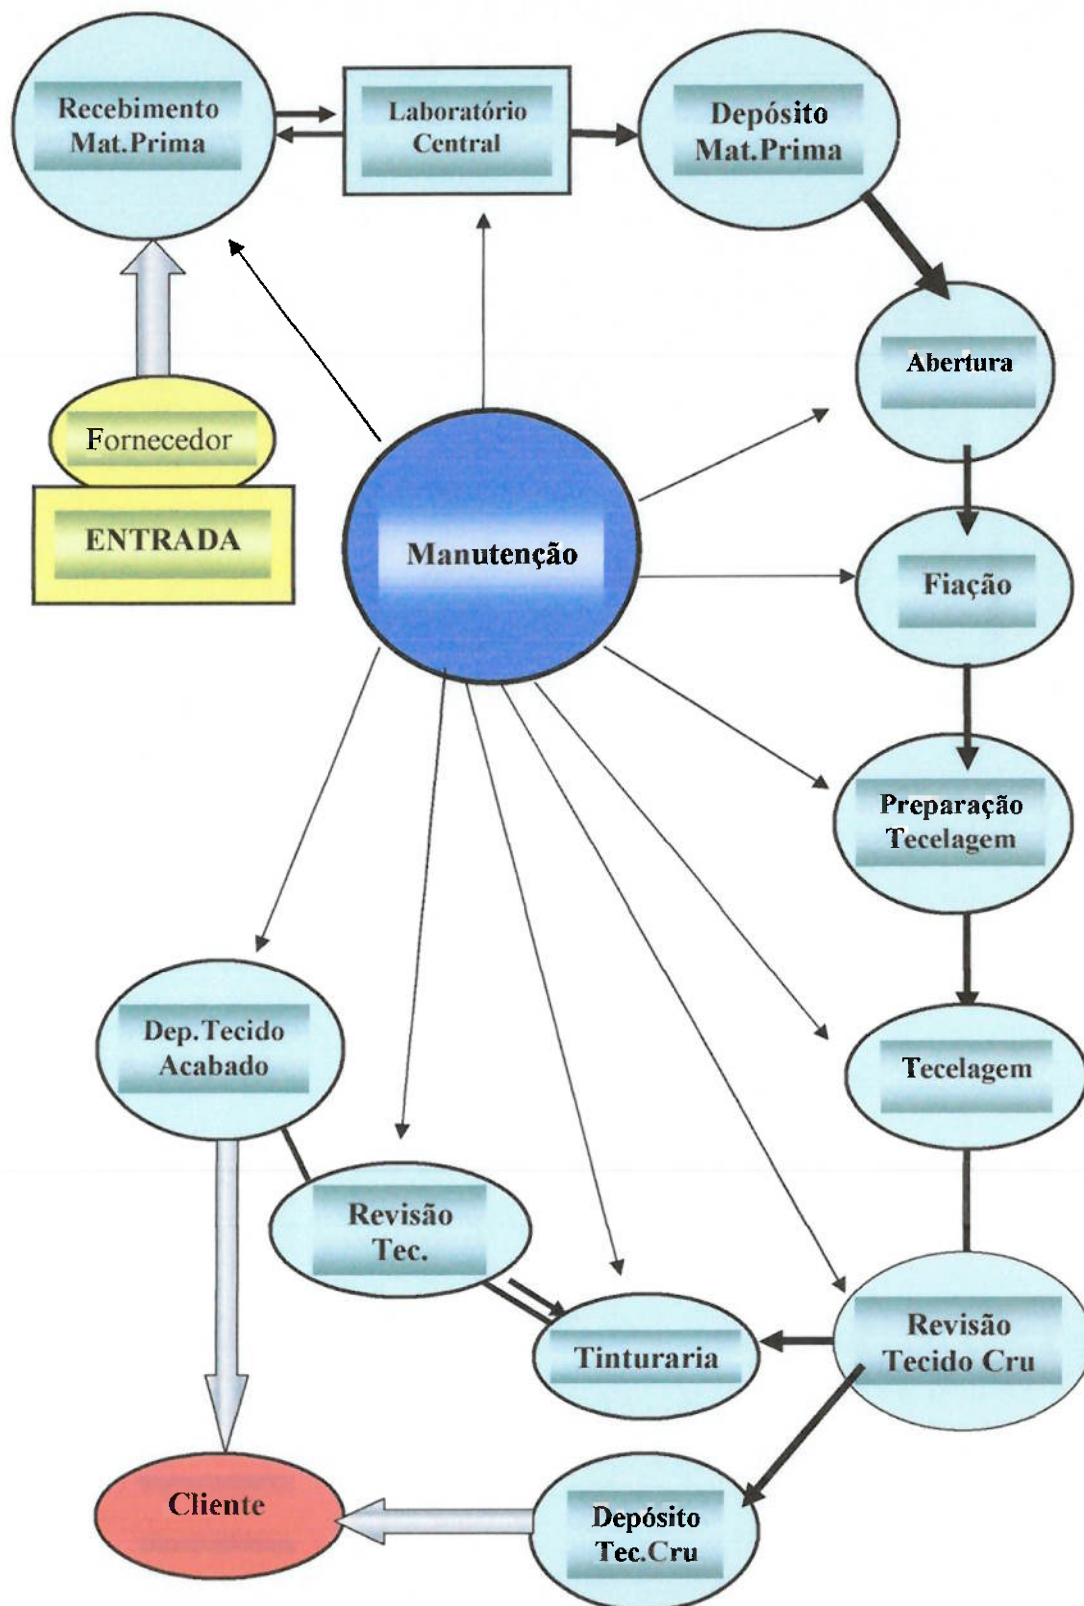 Recebimento
Mat.Prima
Laboratório
Central
Depósito
Mat.Prima
Abertura
Fornecedor
ENTRADA
Manutenção
Fiação
Preparação
Tecelagem
Dep.Tecido
Acabado
Tecelagem
Revisão
Tec.
Tinturaria
Revisão
Tecido Cru
Cliente
Depósito
Tec.Cru